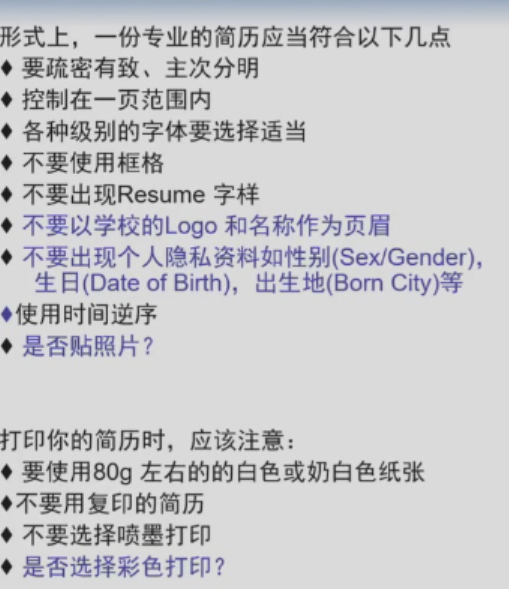 形式上，一份专业的简历应当符合以下几点
♦ 要疏密有致、主次分明
♦ 控制在一页范围内
♦ 各种级别的字体要选择适当
♦ 不要使用框格
♦ 不要出现Resume 字样
♦ 不要以学校的Logo 和名称作为页眉
♦ 不要出现个人隐私资料如性别(Sex/Gender)，
生日(Date of Birth)，出生地(Born City)等
♦使用时间逆序
♦ 是否贴照片？
打印你的简历时，应该注意：
♦ 要使用80g 左右的的白色或奶白色纸张
♦不要用复印的简历
♦ 不要选择喷墨打印
♦ 是否选择彩色打印？